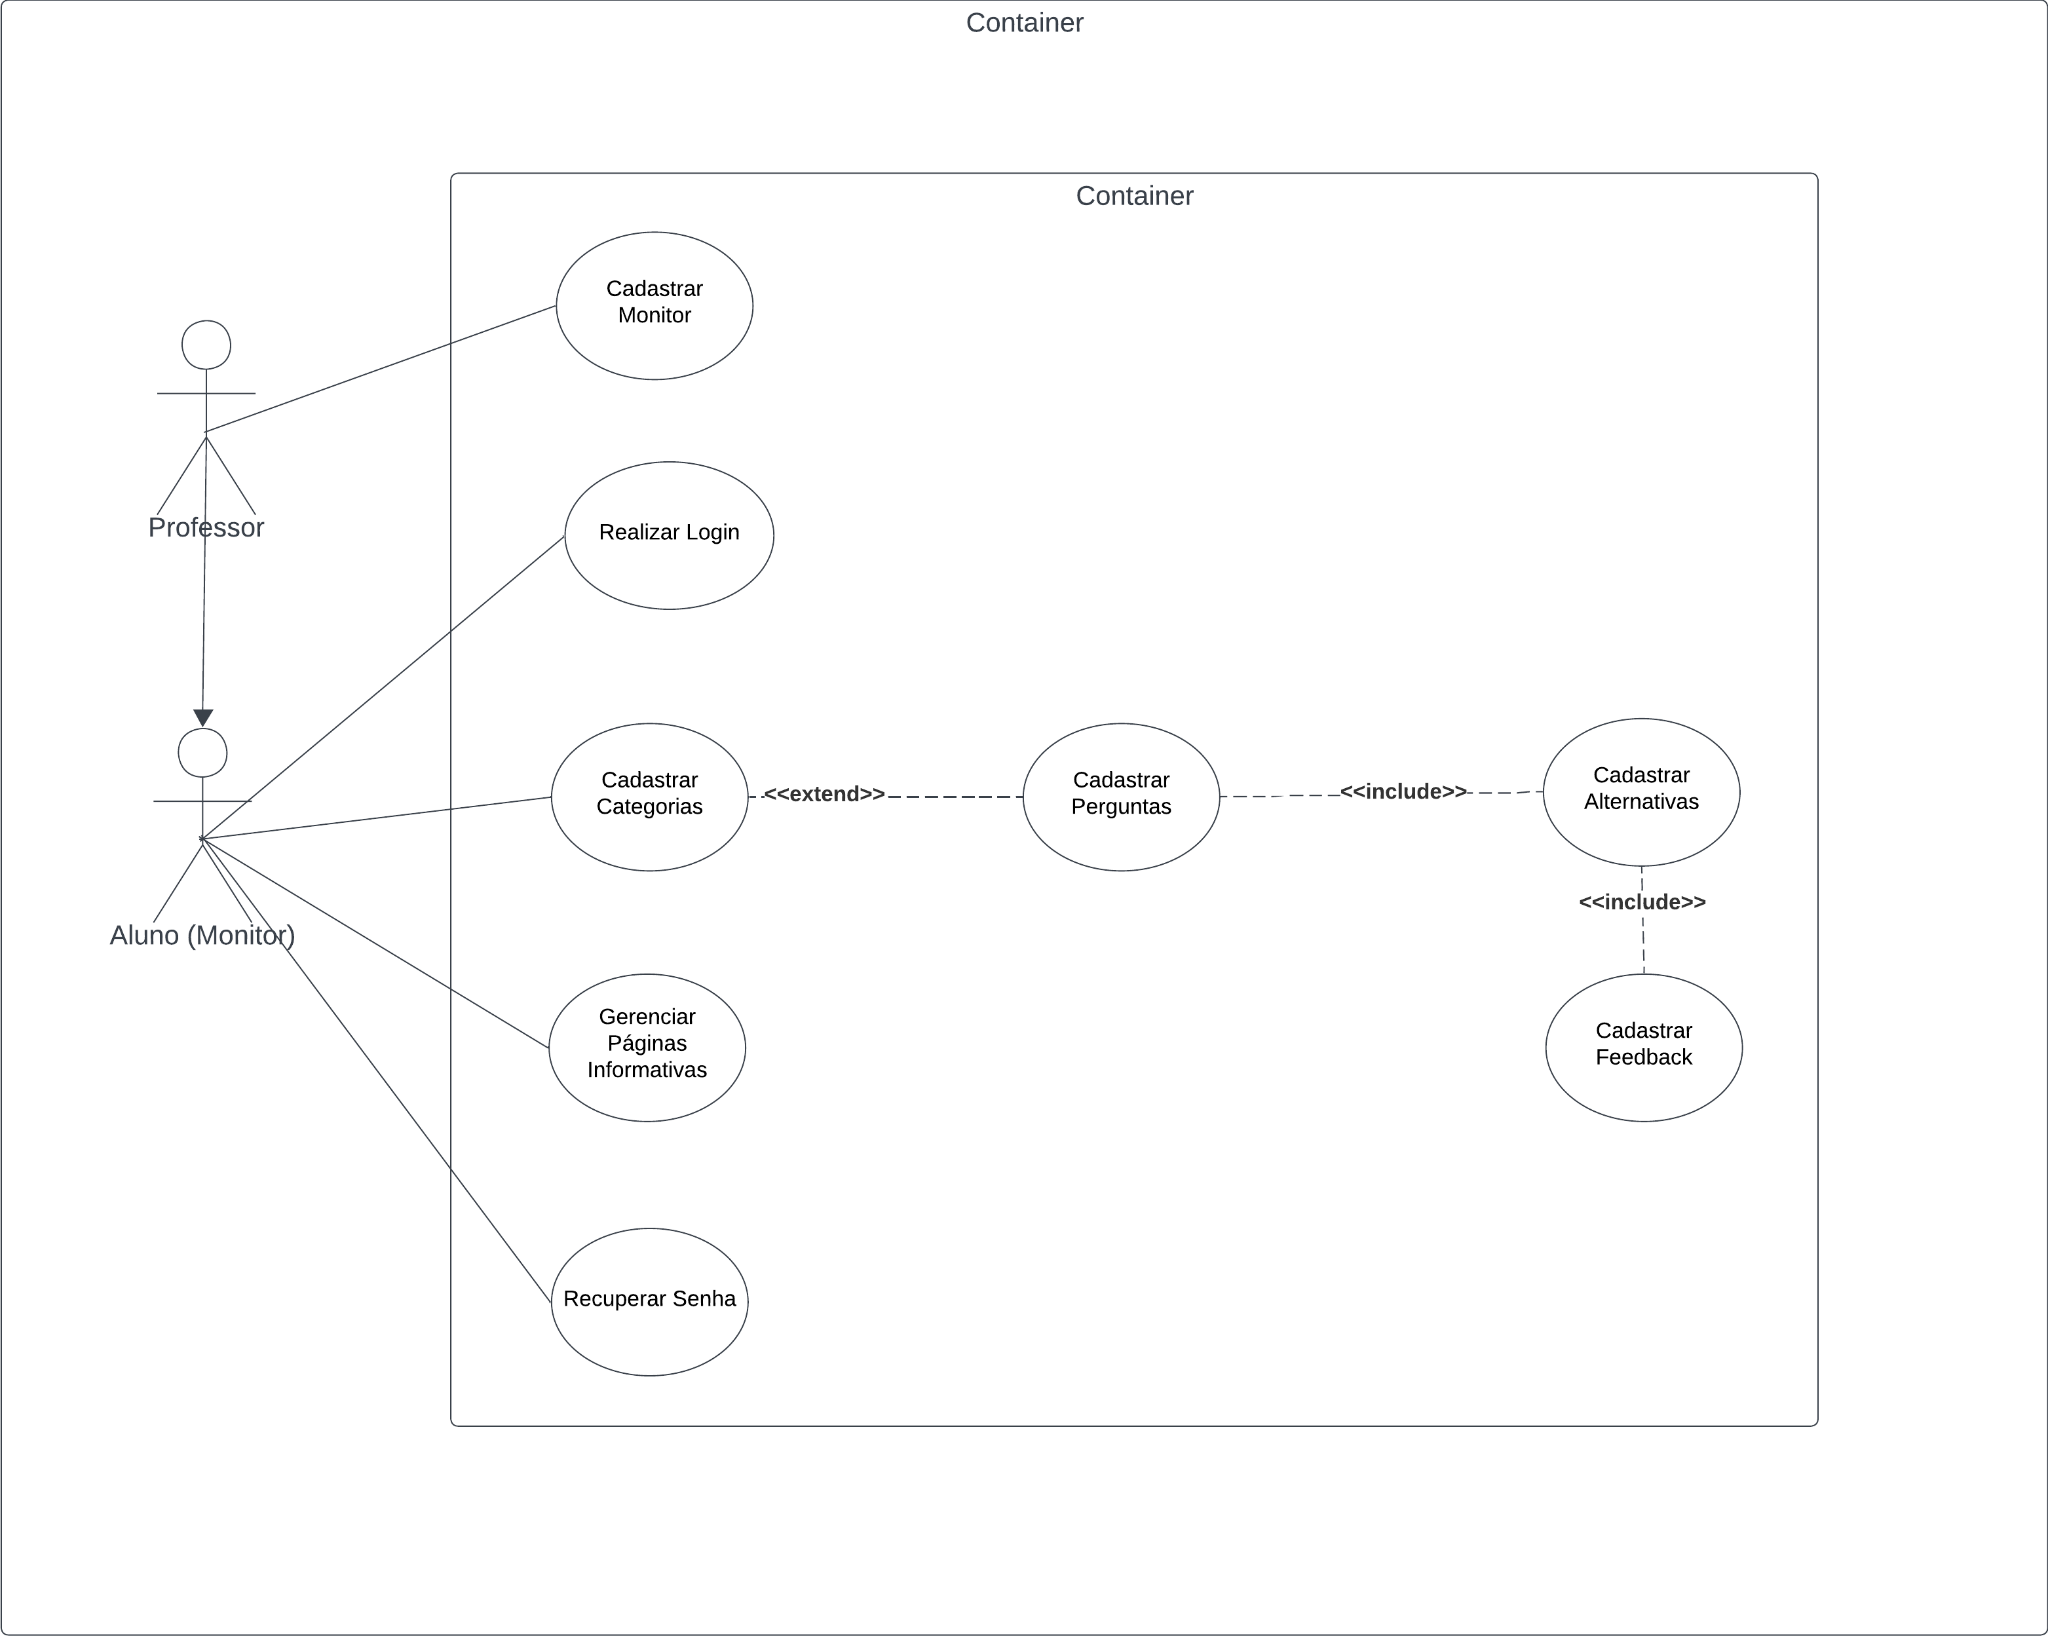 Container
Container
Cadastrar
Monitor
Professor
Realizar Login
Aluno (Monitor)
Cadastrar
Categorias
<<extend>>
Cadastrar
Perguntas
<<include>>
Cadastrar
Alternativas
<<include>>
Gerenciar
Páginas
Informativas
Cadastrar
Feedback
Recuperar Senha